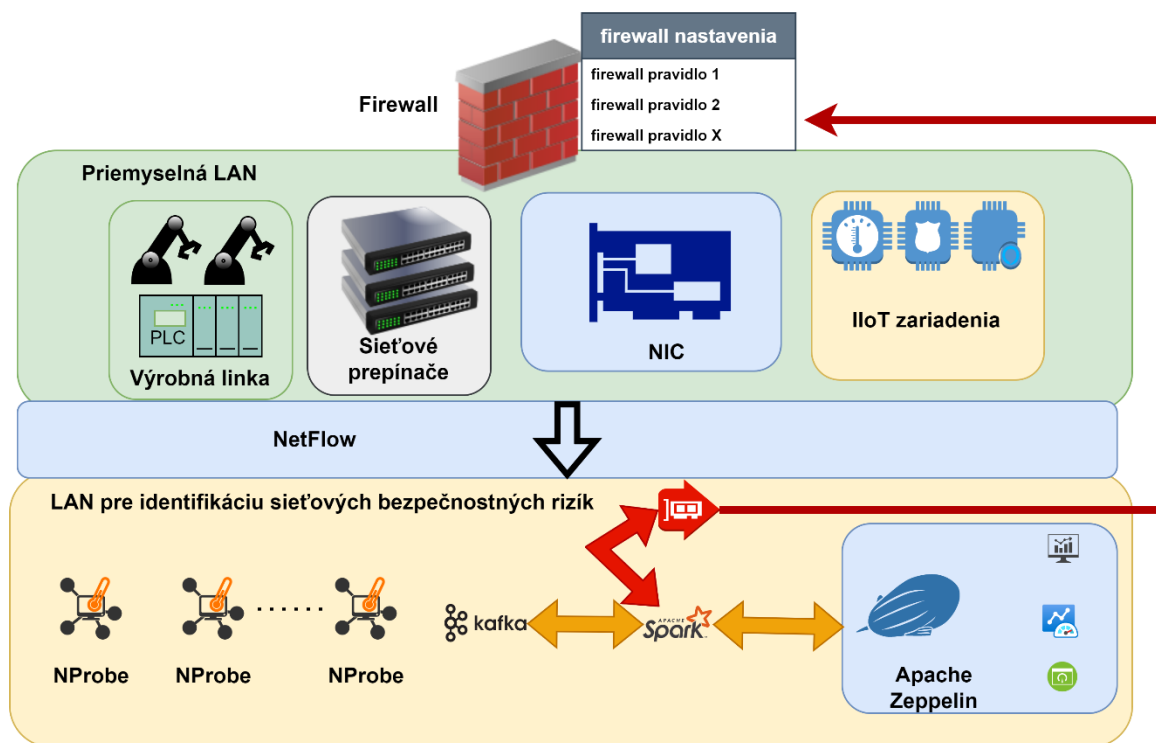 firewall nastavenia
firewall pravidlo 1
Firewall
firewall pravidlo 2
firewall pravidlo X
Priemyselná LAN
PLC
Výrobná linka
Sieťové
prepínače
NIC
IIoT zariadenia
NetFlow
LAN pre identifikáciu sieťových bezpečnostných rizík
kafka
APACHE
Spark
NProbe
NProbe
NProbe
Apache
Zeppelin